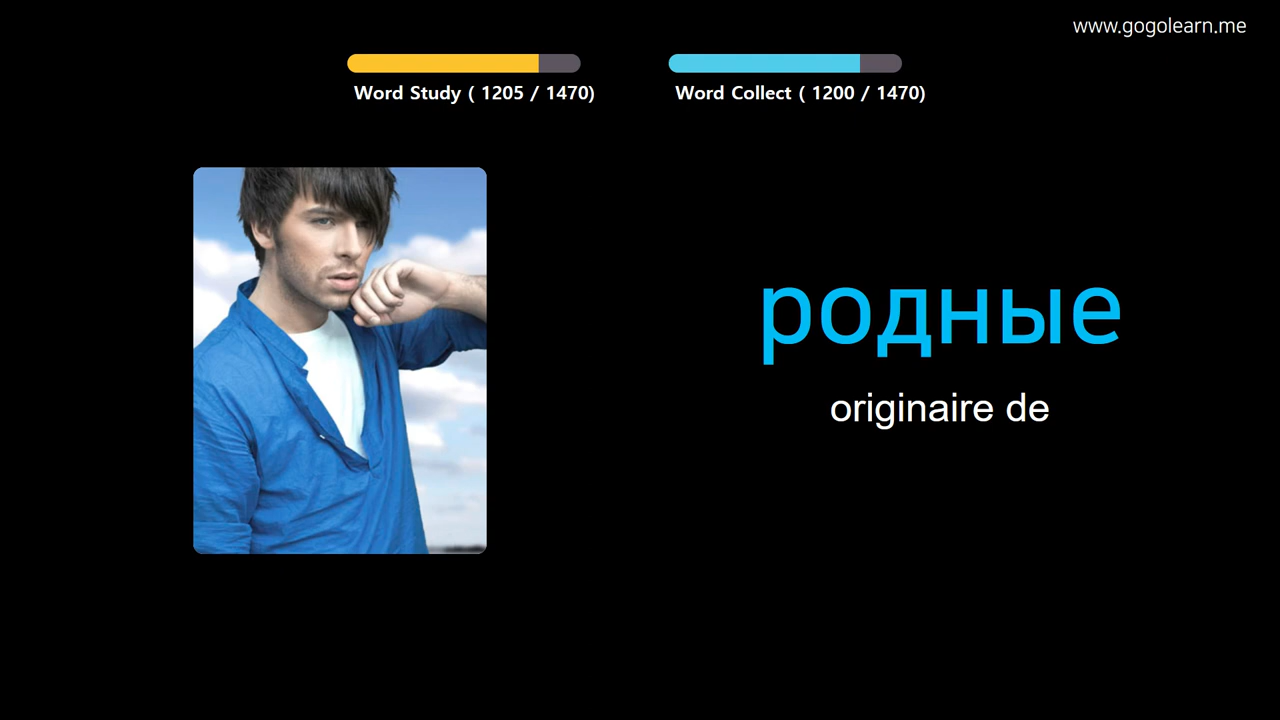 www.gogolearn.me
Word Study ( 1205 / 1470)
Word Collect ( 1200 / 1470)
родные
originaire de